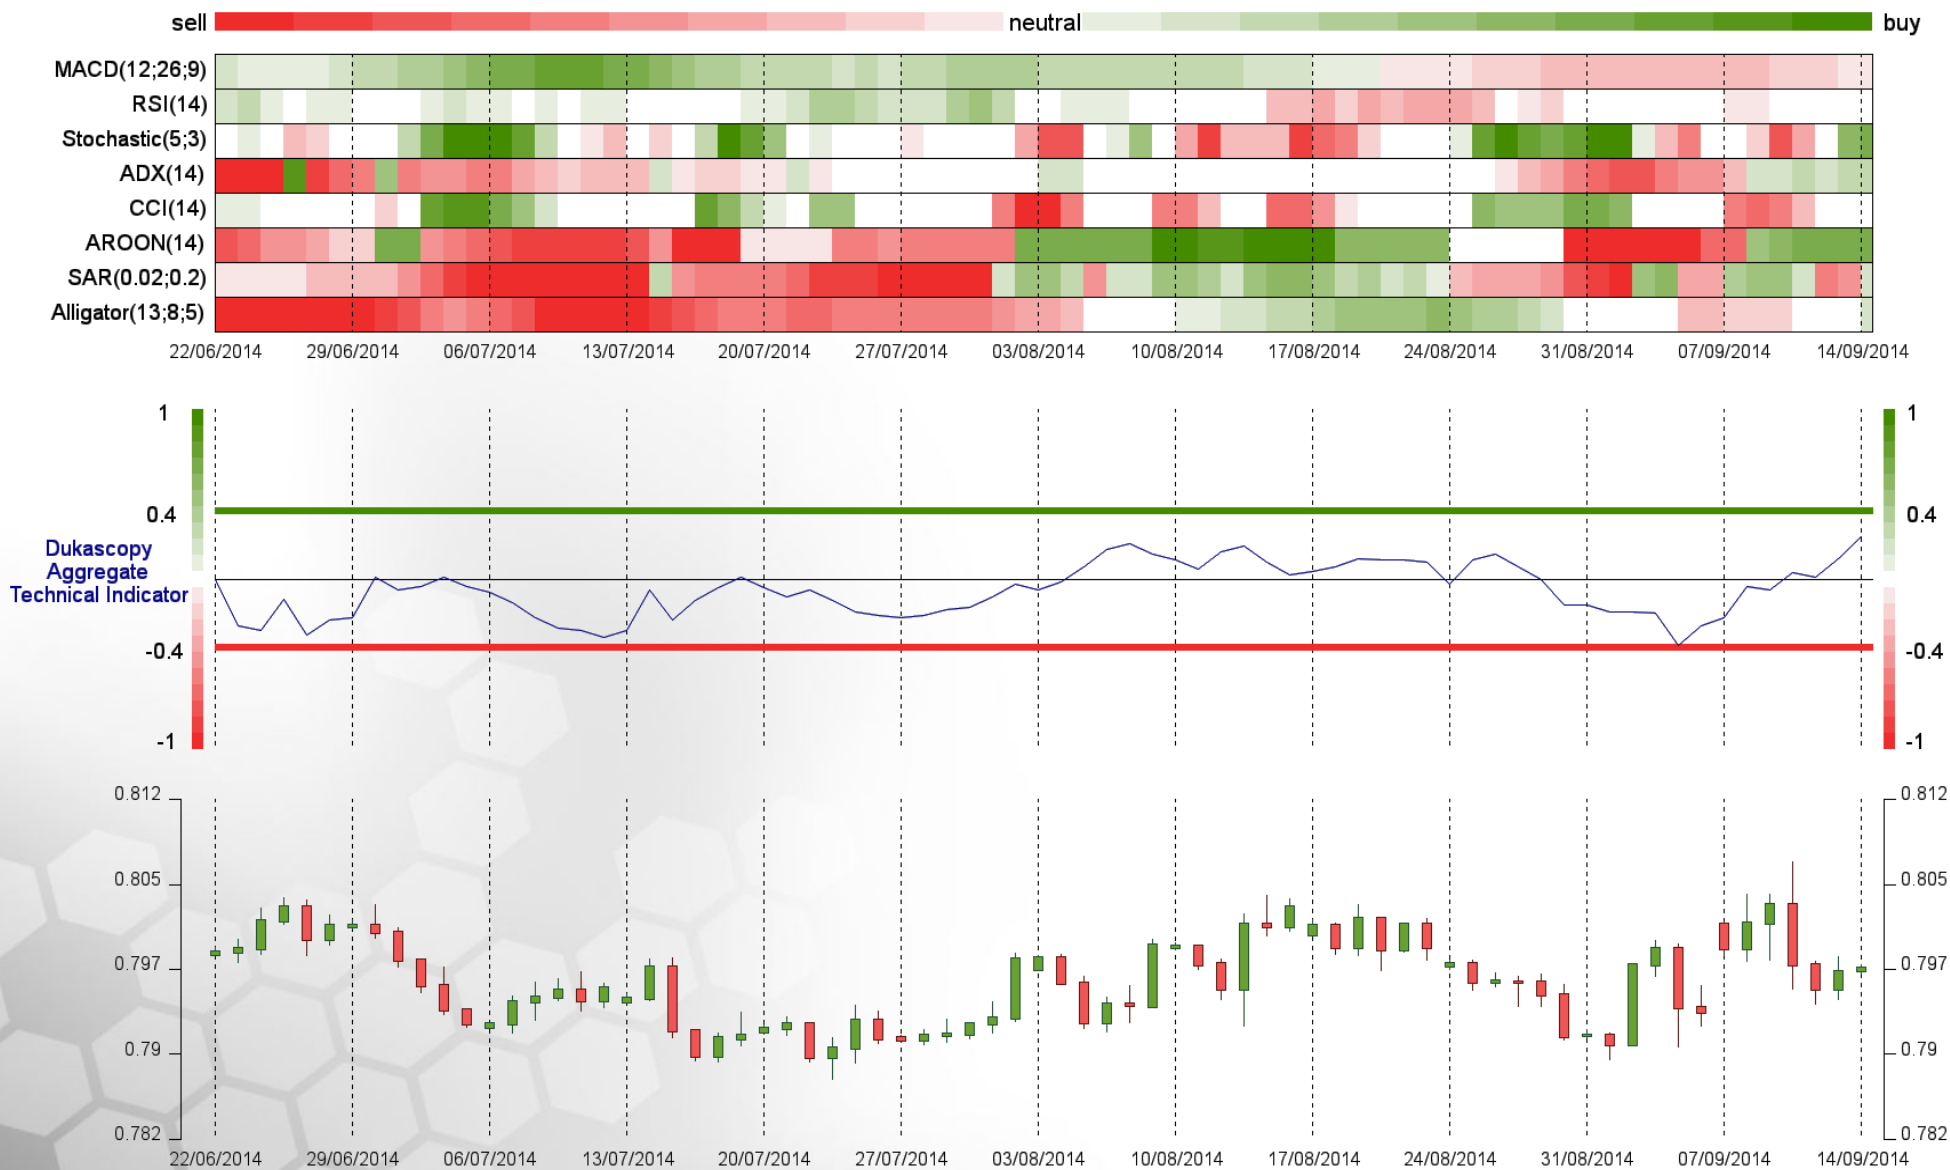 sell neutral buy
MACD(12;26;9)
RSI(14)
Stochastic(5;3)
ADX(14)
CCI(14)
AROON(14)
SAR(0.02;0.2)
Alligator(13;8;5)
22/06/2014 29/06/2014 06/07/2014 13/07/2014 20/07/2014 27/07/2014 03/08/2014 10/08/2014 17/08/2014 24/08/2014 31/08/2014 07/09/2014 14/09/2014
1 1
0.4 0.4
Dukascopy
Aggregate
Technical Indicator
-0.4 -0.4
-1 -1
0.812 0.812
0.805 0.805
0.797 0.797
0.79 0.79
0.782 0.782
22/06/2014 29/06/2014 06/07/2014 13/07/2014 20/07/2014 27/07/2014 03/08/2014 10/08/2014 17/08/2014 24/08/2014 31/08/2014 07/09/2014 14/09/2014